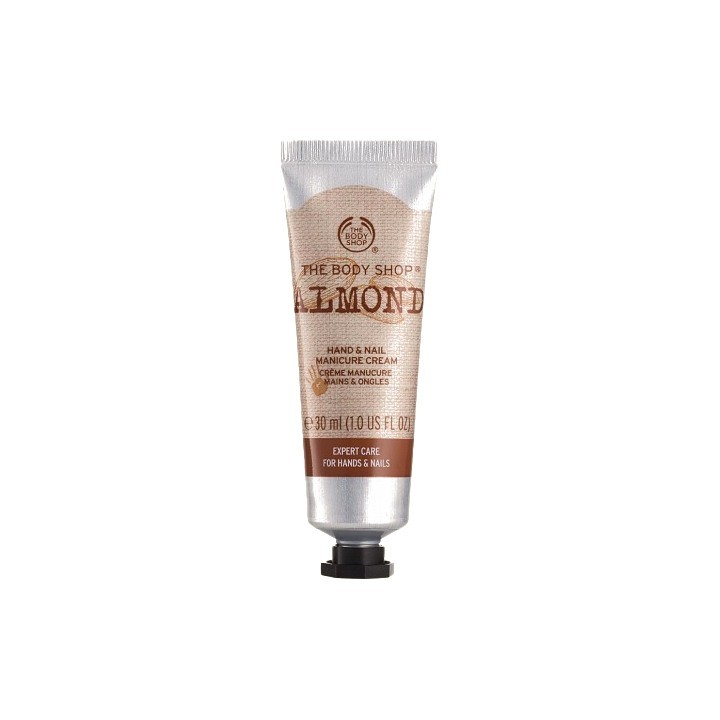 THE
BODY
SHOP
®
THE BODY SHOP®
ALMOND
HAND & NAIL
MANICURE CREAM
CRÈME MANUCURE
MAINS & ONGLES
℮ 30 ml (1.0 US FL OZ)
EXPERT CARE
FOR HANDS & NAILS